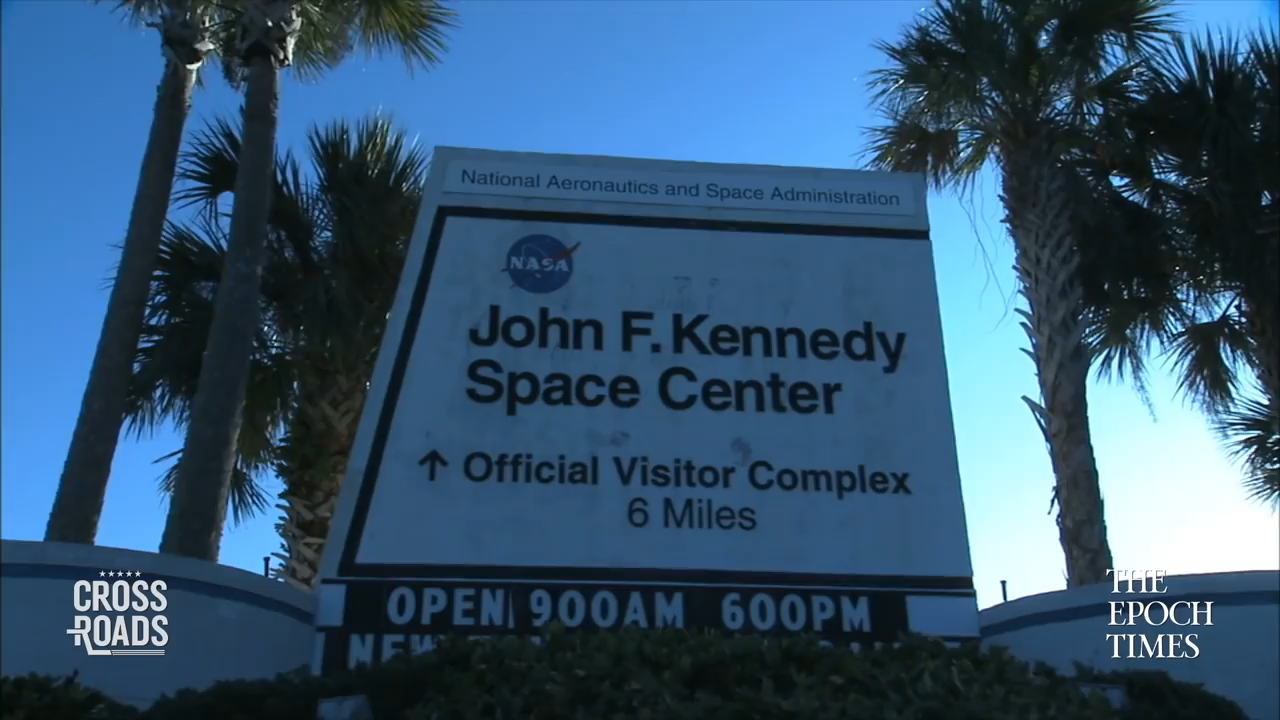 National Aeronautics and Space Administration
NASA
John F. Kennedy
Space Center
↑ Official Visitor Complex
6 Miles
OPEN 900AM 600PM
CROSS
ROADS
THE
EPOCH
TIMES